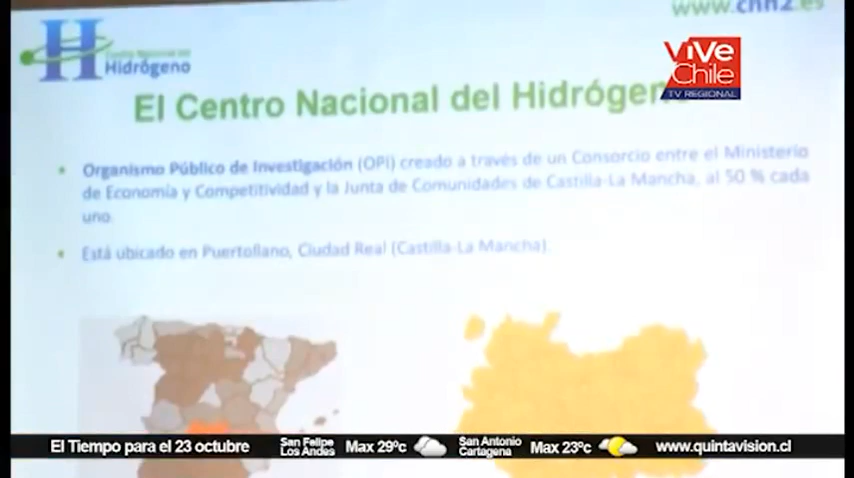 www.cnh2.es
H
Centro Nacional del
Hidrógeno
ViVe
Chile
TV REGIONAL
El Centro Nacional del Hidrógeno
• Organismo Público de Investigación (OPI) creado a través de un Consorcio entre el Ministerio
de Economía y Competitividad y la Junta de Comunidades de Castilla-La Mancha, al 50 % cada
uno.
• Está ubicado en Puertollano, Ciudad Real (Castilla-La Mancha).
El Tiempo para el 23 octubre
San Felipe
Los Andes
Max 29ºc
San Antonio
Cartagena
Max 23ºc
www.quintavision.cl